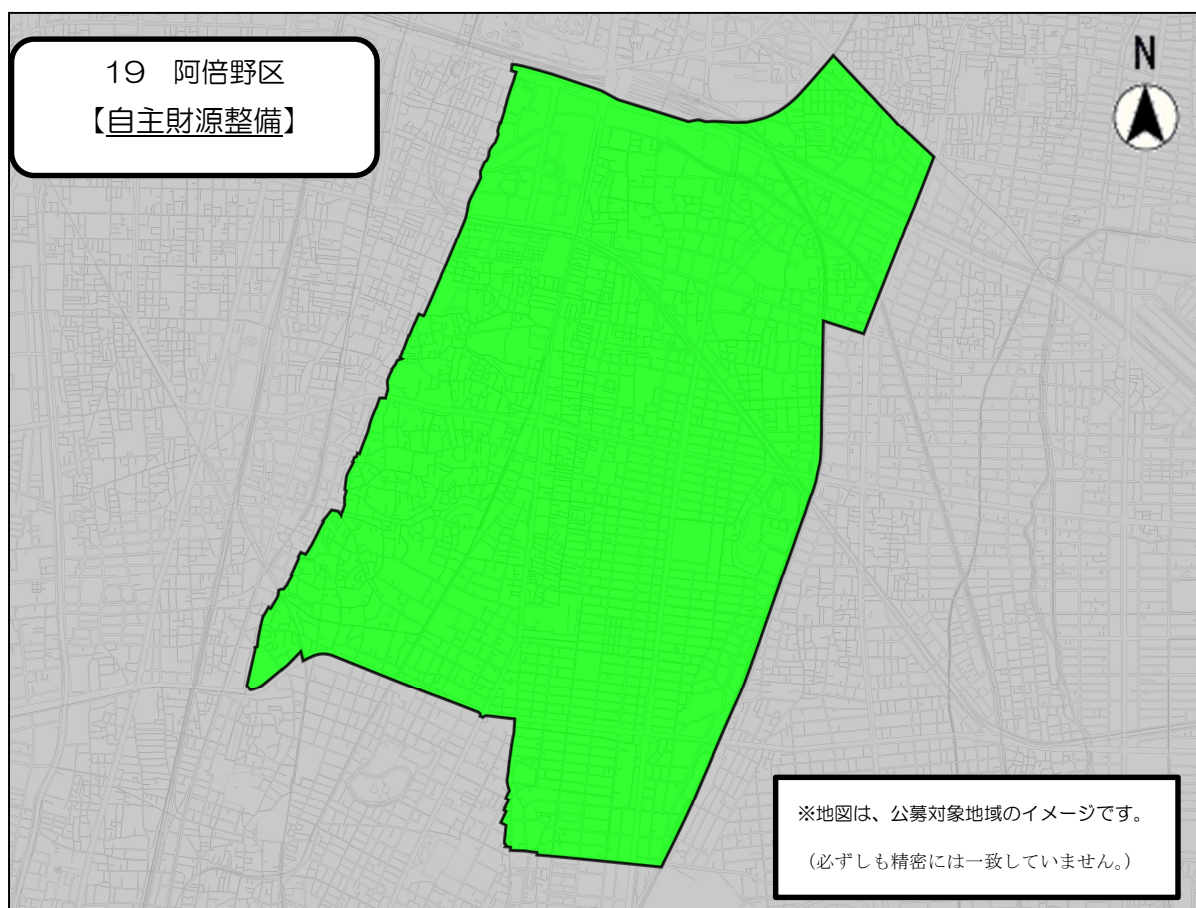 19　阿倍野区
【自主財源整備】
N
※地図は、公募対象地域のイメージです。
（必ずしも精密には一致していません。）